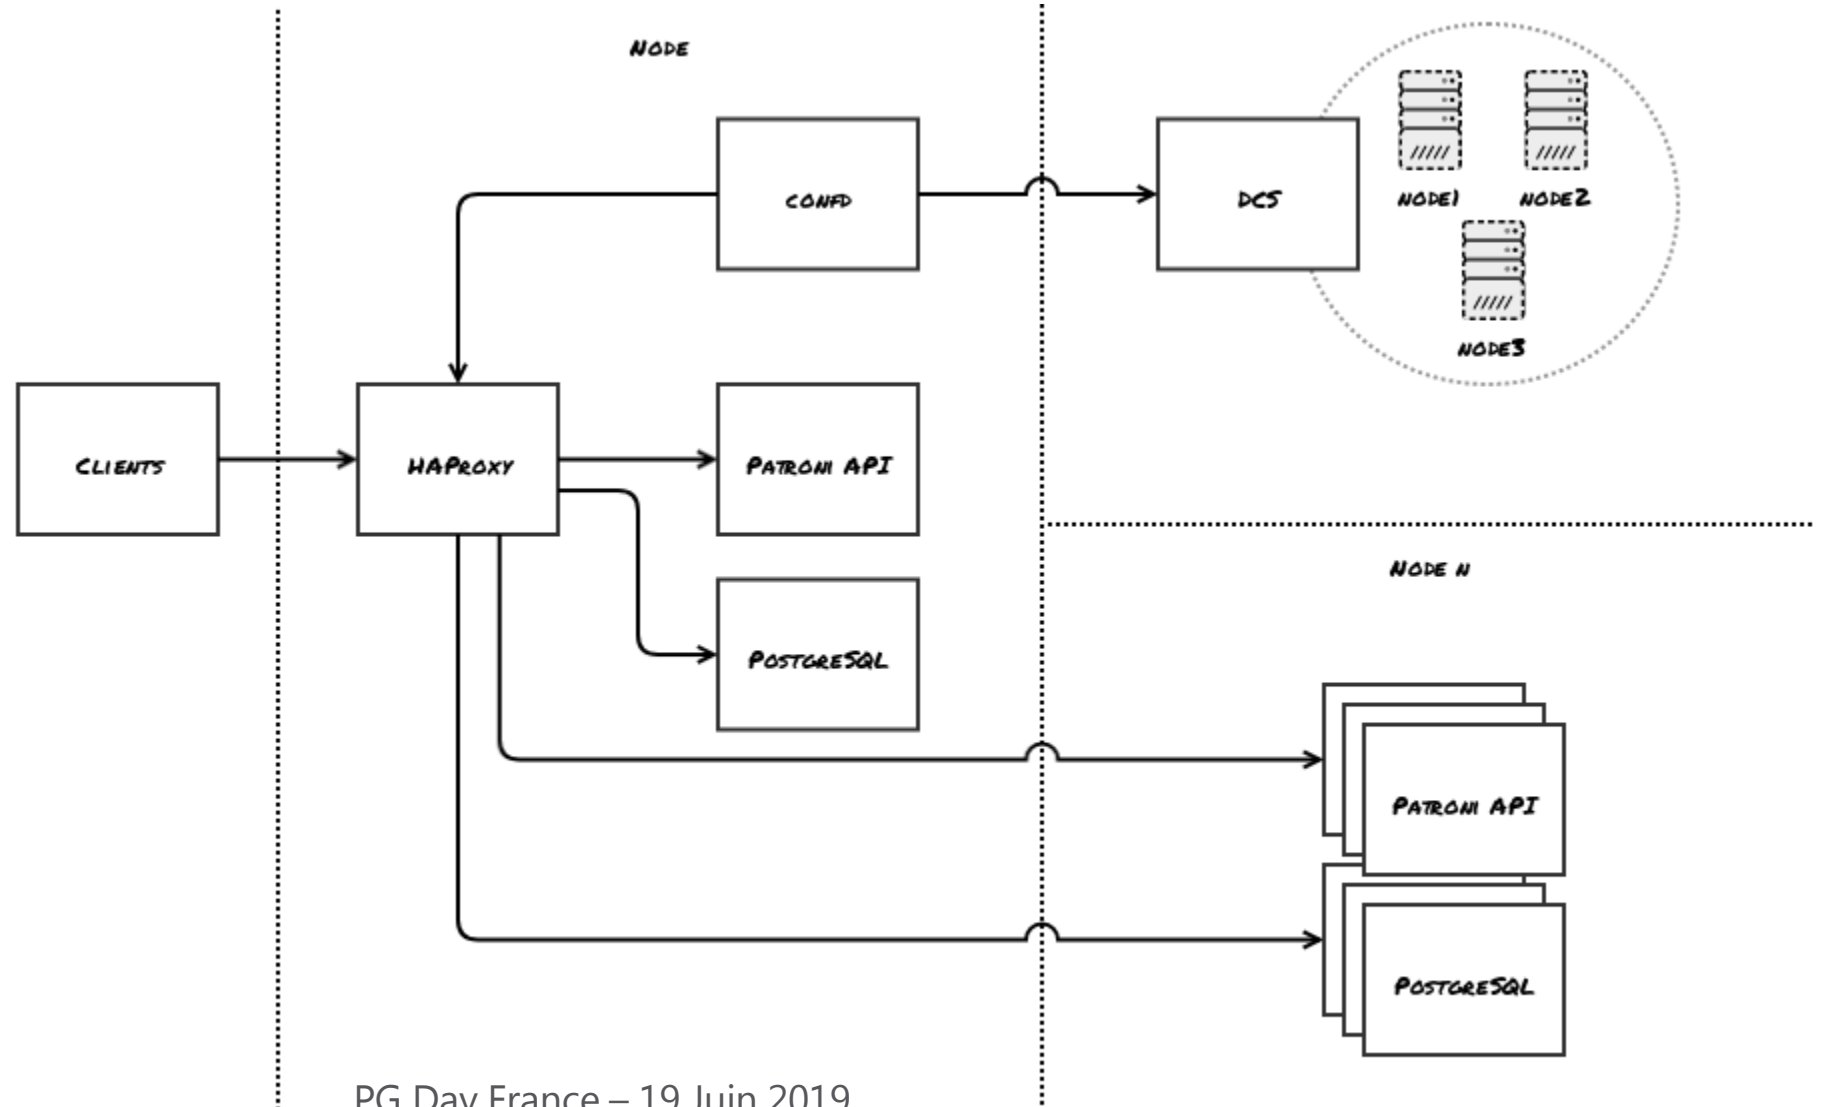 Node
confd
DCS
node1
node2
node3
Clients
HAProxy
Patroni API
PostgreSQL
Node n
Patroni API
PostgreSQL
PG Day France – 19 Juin 2019